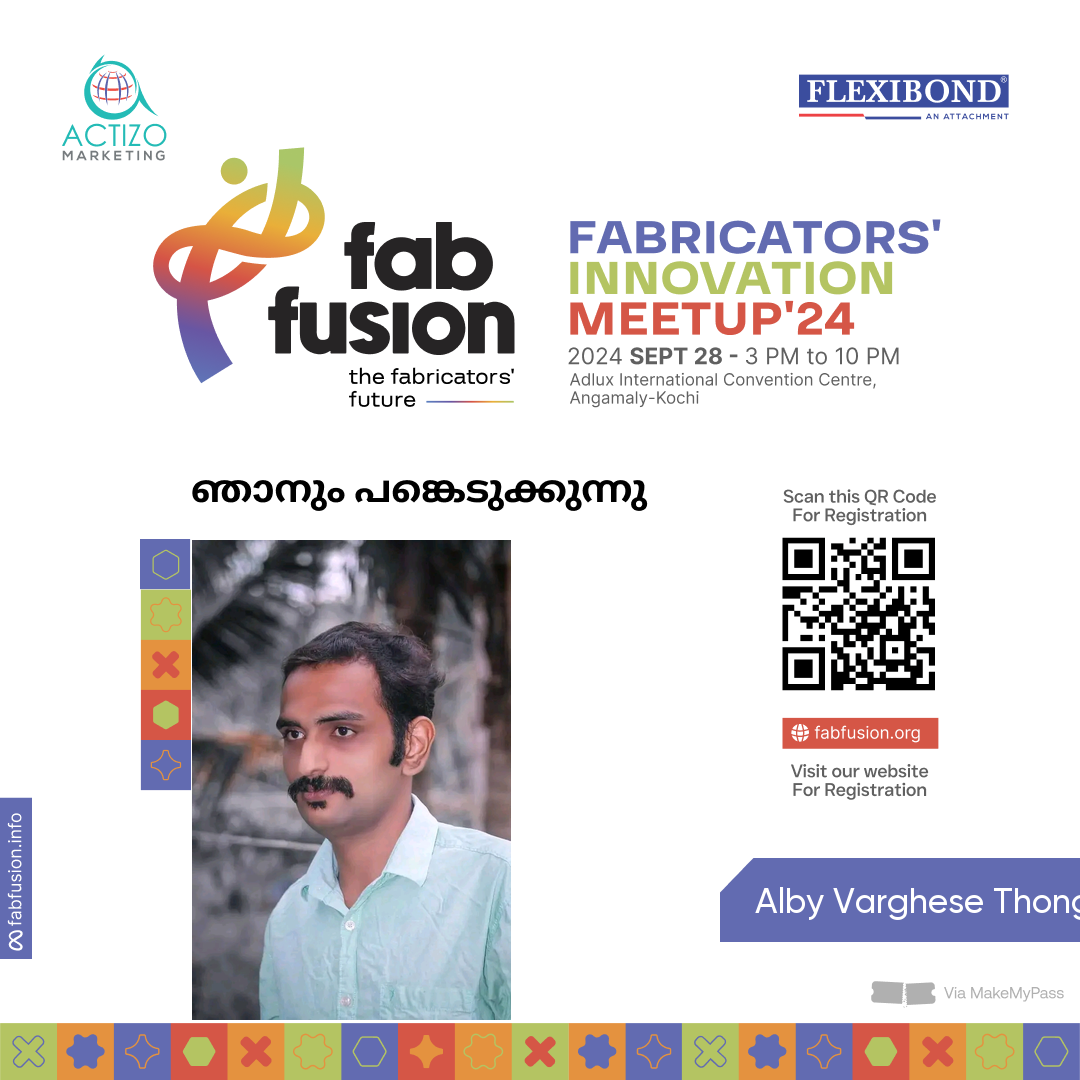 ACTIZO
MARKETING
FLEXIBOND®
AN ATTACHMENT
fab
fusion
the fabricators'
future
FABRICATORS'
INNOVATION
MEETUP'24
2024 SEPT 28 - 3 PM to 10 PM
Adlux International Convention Centre,
Angamaly-Kochi
ഞാനും പങ്കെടുക്കുന്നു
Scan this QR Code
For Registration
fabfusion.org
Visit our website
For Registration
fabfusion.info
Alby Varghese Thong
Via MakeMyPass